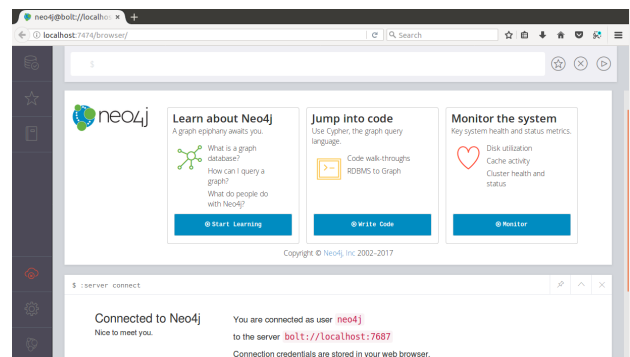 neo4j@bolt://localhos
localhost:7474/browser/
Search
$
neo4j
Learn about Neo4j
A graph epiphany awaits you.
What is a graph
database?
How can I query a
graph?
What do people do
with Neo4j?
Start Learning
Jump into code
Use Cypher, the graph query
language.
Code walk-throughs
RDBMS to Graph
Write Code
Monitor the system
Key system health and status metrics.
Disk utilization
Cache activity
Cluster health and
status
Monitor
Copyright © Neo4j, Inc 2002–2017
$ :server connect
Connected to Neo4j
Nice to meet you.
You are connected as user neo4j
to the server bolt://localhost:7687
Connection credentials are stored in your web browser.